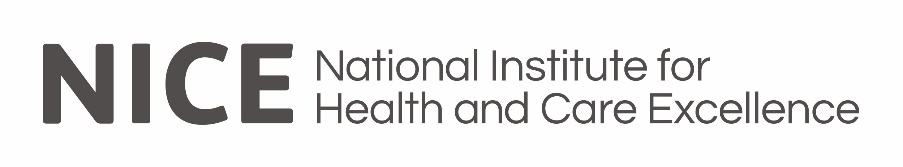 NICE
National Institute for
Health and Care Excellence